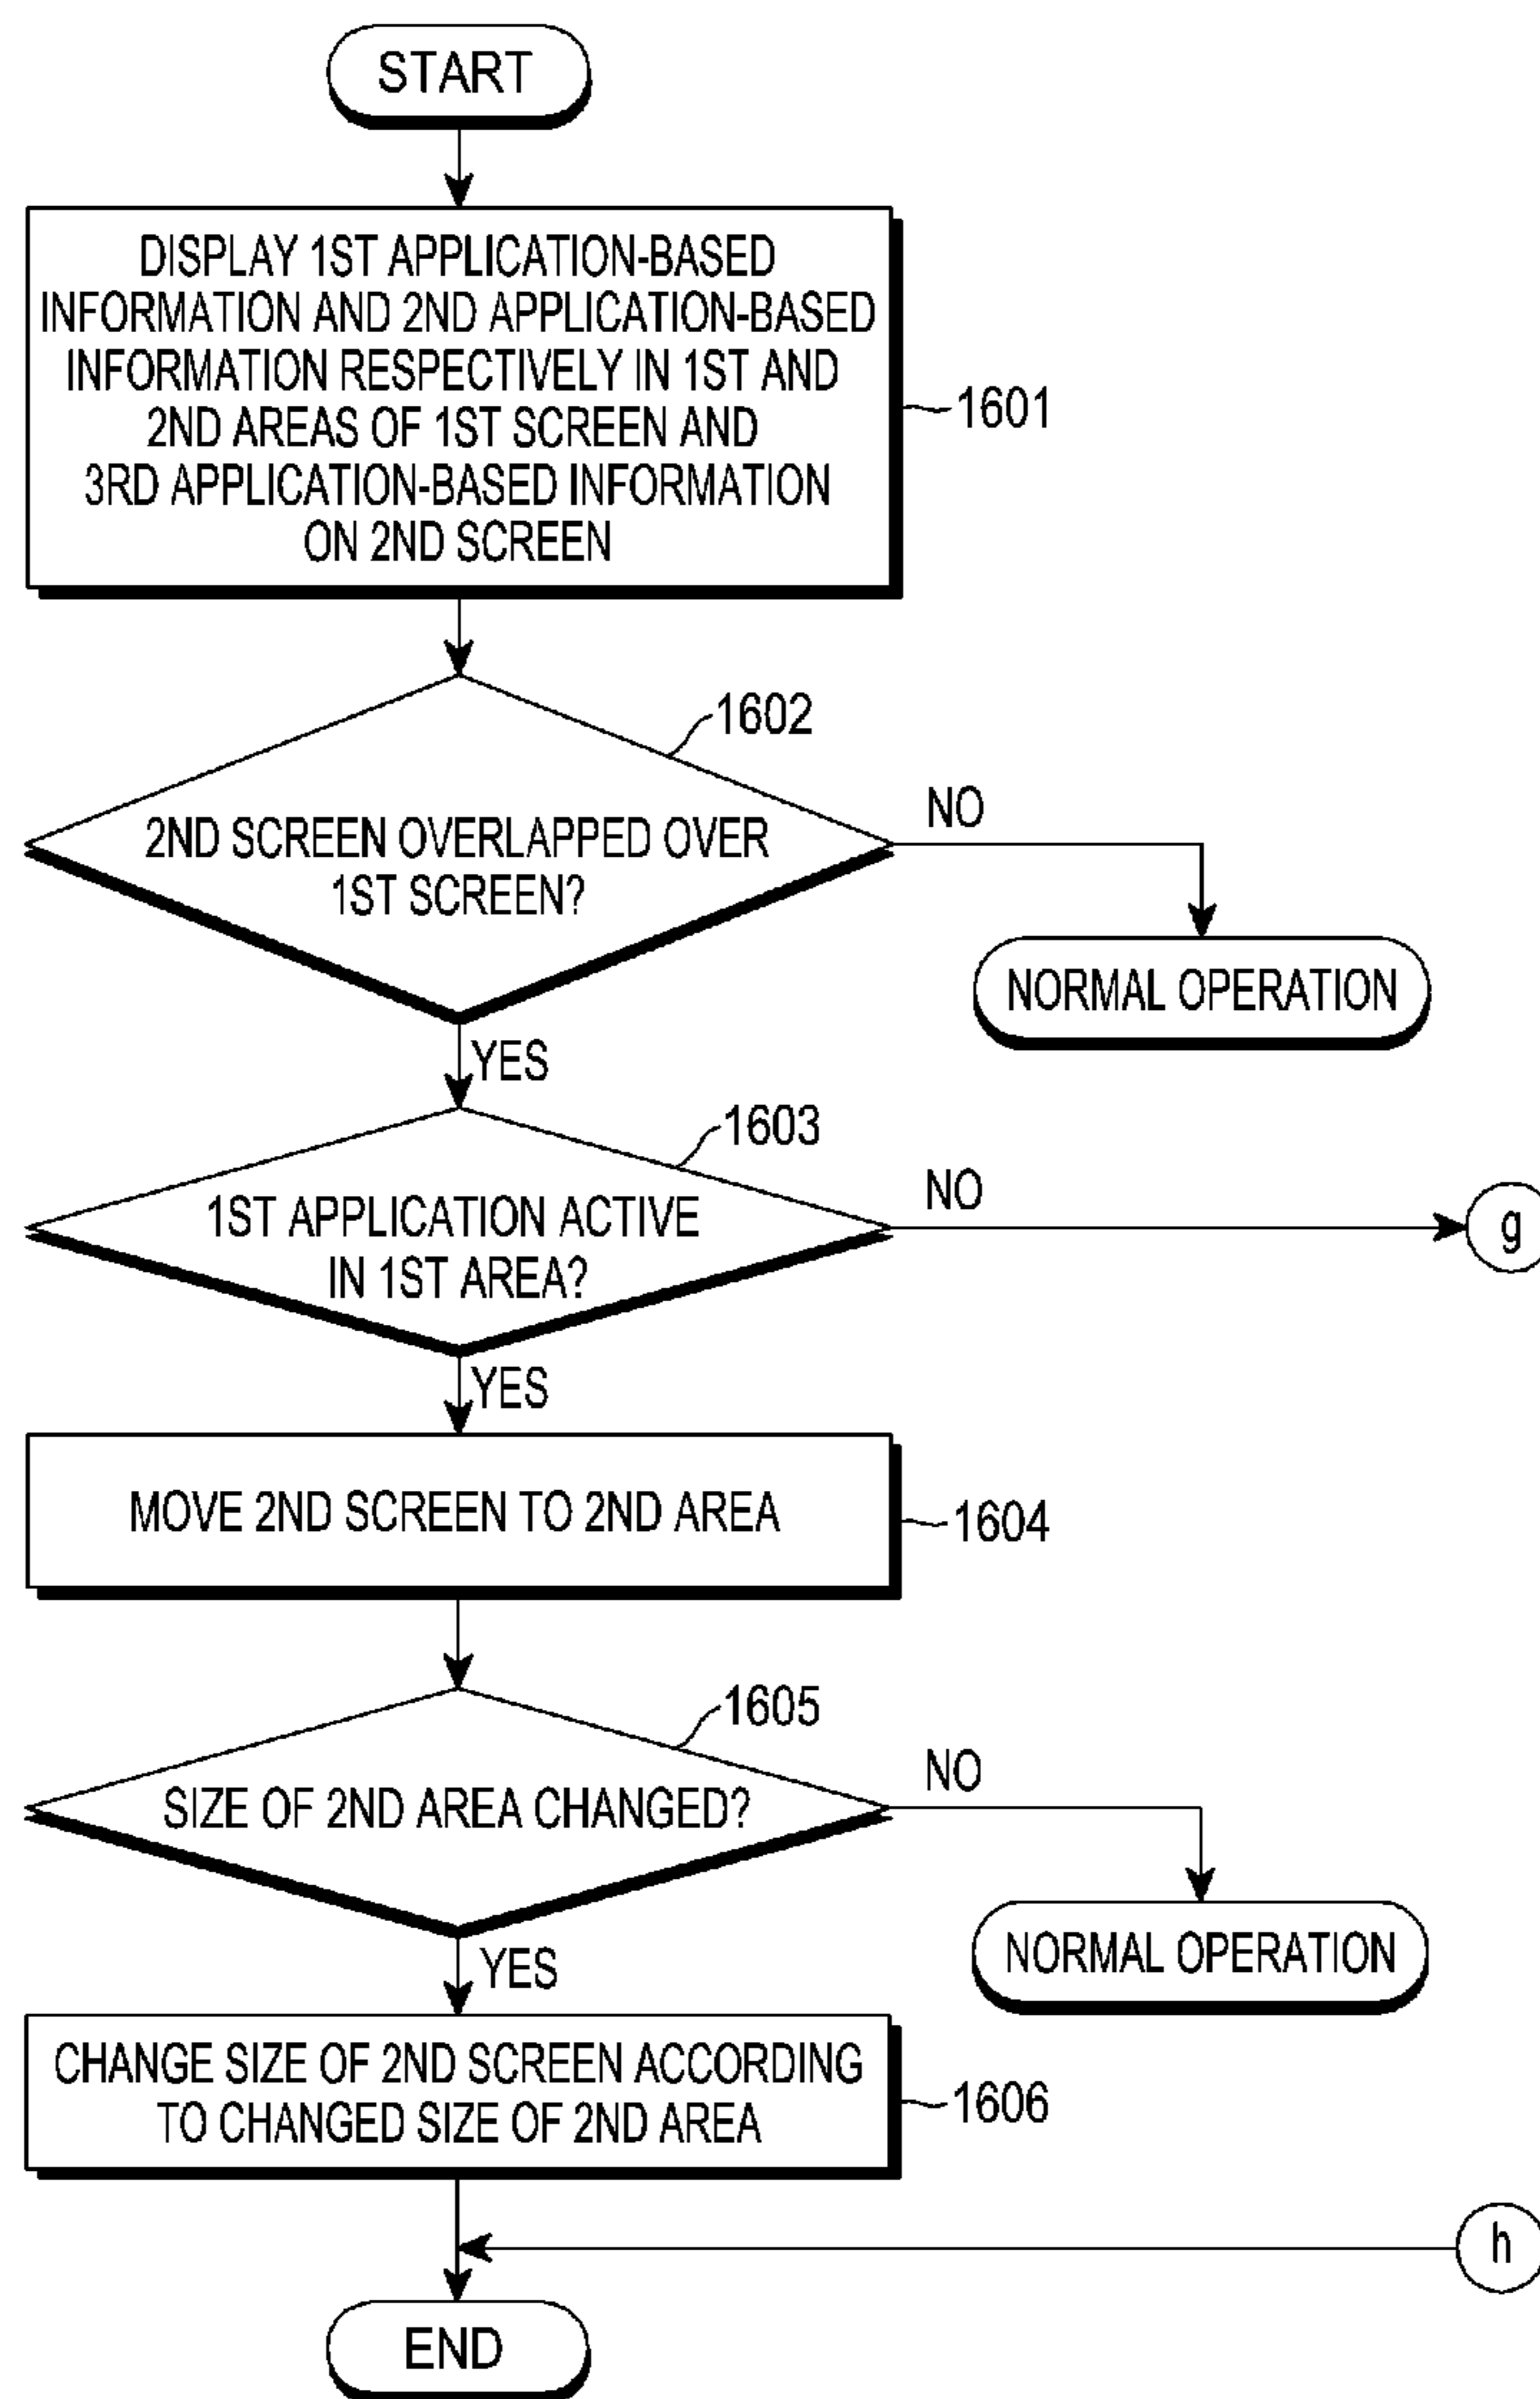 START
DISPLAY 1ST APPLICATION-BASED
INFORMATION AND 2ND APPLICATION-BASED
INFORMATION RESPECTIVELY IN 1ST AND
2ND AREAS OF 1ST SCREEN AND
3RD APPLICATION-BASED INFORMATION
ON 2ND SCREEN
1601
1602
2ND SCREEN OVERLAPPED OVER
1ST SCREEN?
NO
NORMAL OPERATION
YES
1603
1ST APPLICATION ACTIVE
IN 1ST AREA?
NO
g
YES
MOVE 2ND SCREEN TO 2ND AREA
1604
1605
SIZE OF 2ND AREA CHANGED?
NO
NORMAL OPERATION
YES
CHANGE SIZE OF 2ND SCREEN ACCORDING
TO CHANGED SIZE OF 2ND AREA
1606
h
END